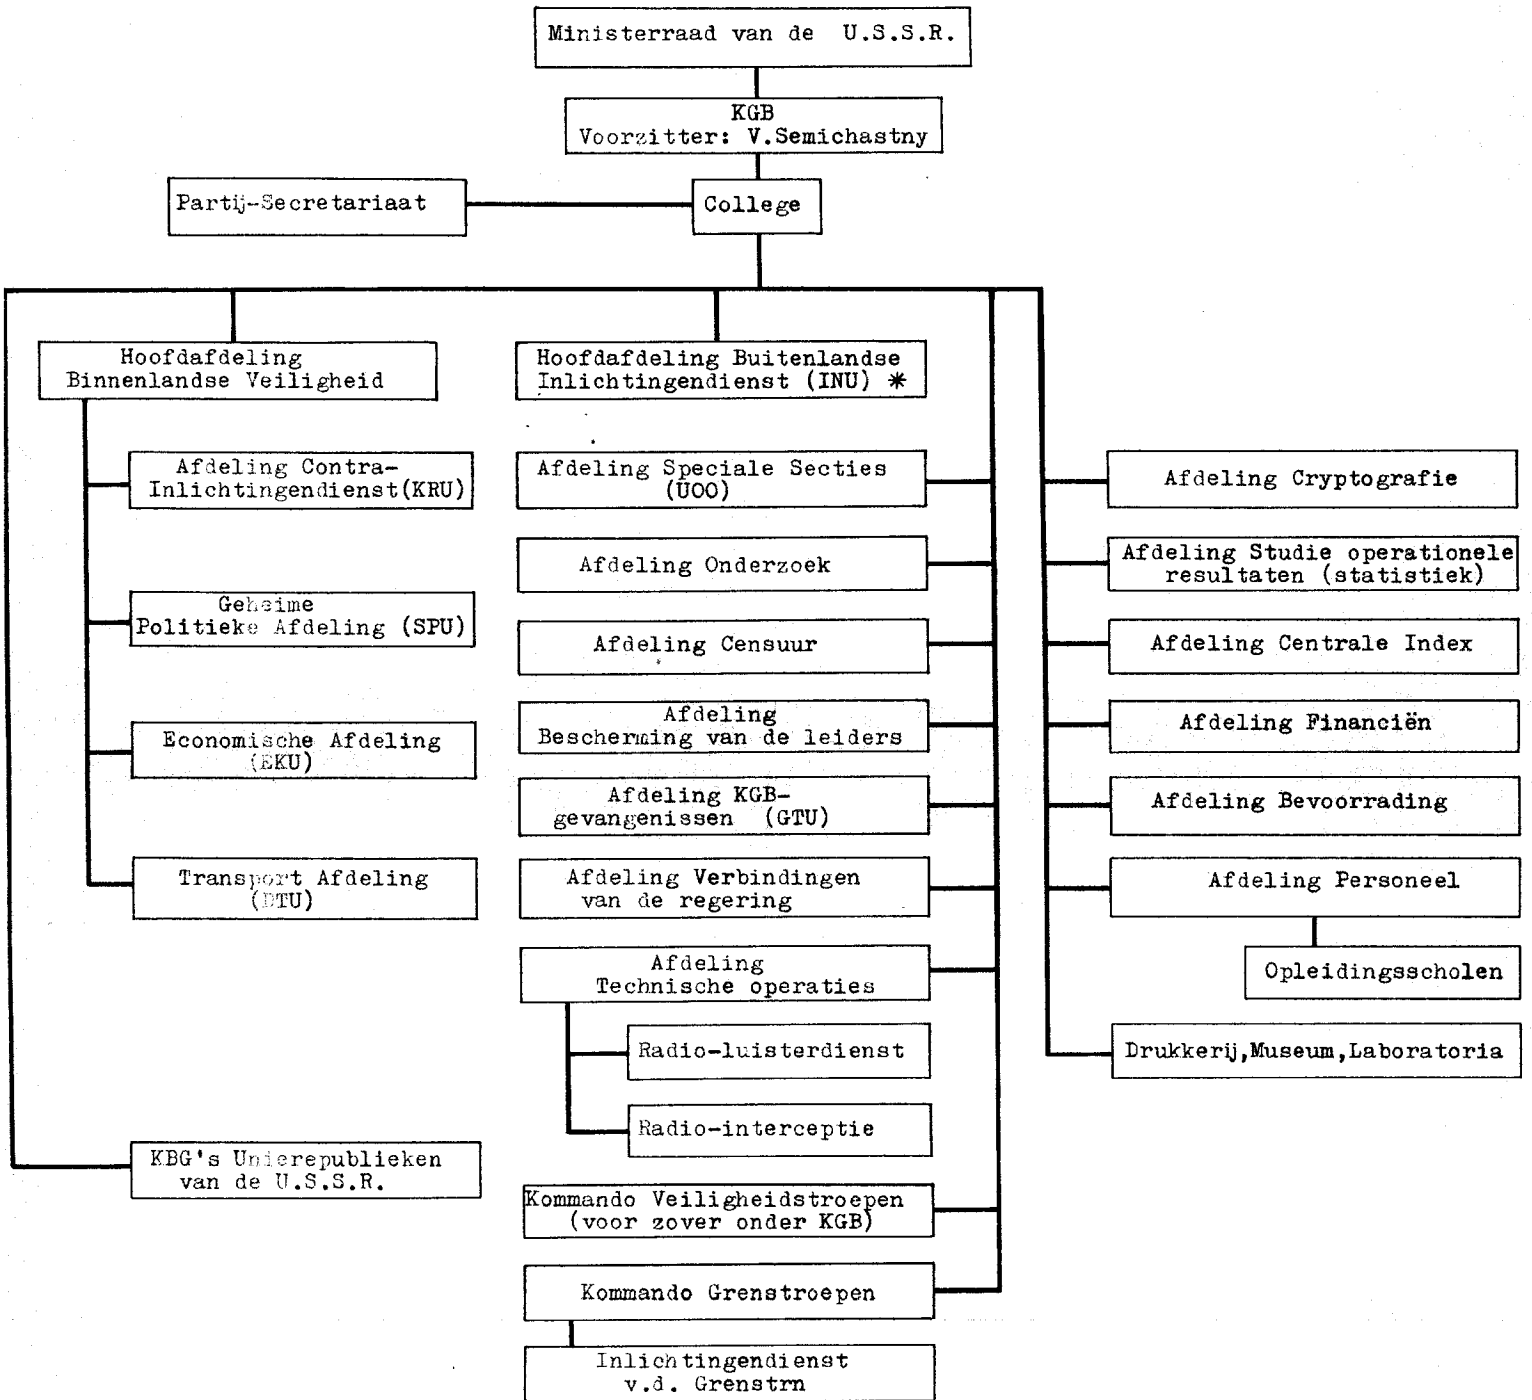 Ministerraad van de U.S.S.R.
KGB
Voorzitter: V.Semichastny
Partij-Secretariaat
College
Hoofdafdeling
Binnenlandse Veiligheid
Afdeling Contra-
Inlichtingendienst(KRU)
Geheime
Politieke Afdeling (SPU)
Economische Afdeling
(EKU)
Transport Afdeling
(DTU)
KBG's Unierepublieken
van de U.S.S.R.
Hoofdafdeling Buitenlandse
Inlichtingendienst (INU) *
Afdeling Speciale Secties
(UOO)
Afdeling Onderzoek
Afdeling Censuur
Afdeling
Bescherming van de leiders
Afdeling KGB-
gevangenissen (GTU)
Afdeling Verbindingen
van de regering
Afdeling
Technische operaties
Radio-luisterdienst
Radio-interceptie
Kommando Veiligheidstroepen
(voor zover onder KGB)
Kommando Grenstroepen
Inlichtingendienst
v.d. Grenstrn
Afdeling Cryptografie
Afdeling Studie operationele
resultaten (statistiek)
Afdeling Centrale Index
Afdeling Financiën
Afdeling Bevoorrading
Afdeling Personeel
Opleidingsscholen
Drukkerij,Museum,Laboratoria